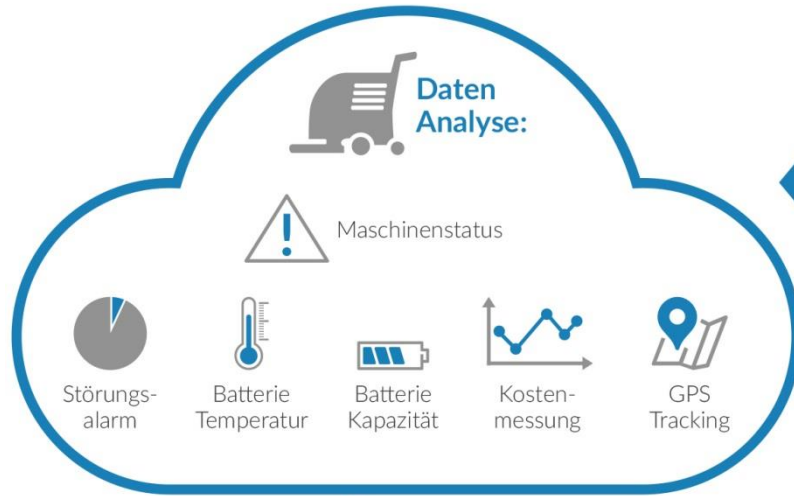 Daten
Analyse:
Maschinenstatus
Störungs-
alarm
Batterie
Temperatur
Batterie
Kapazität
Kosten-
messung
GPS
Tracking